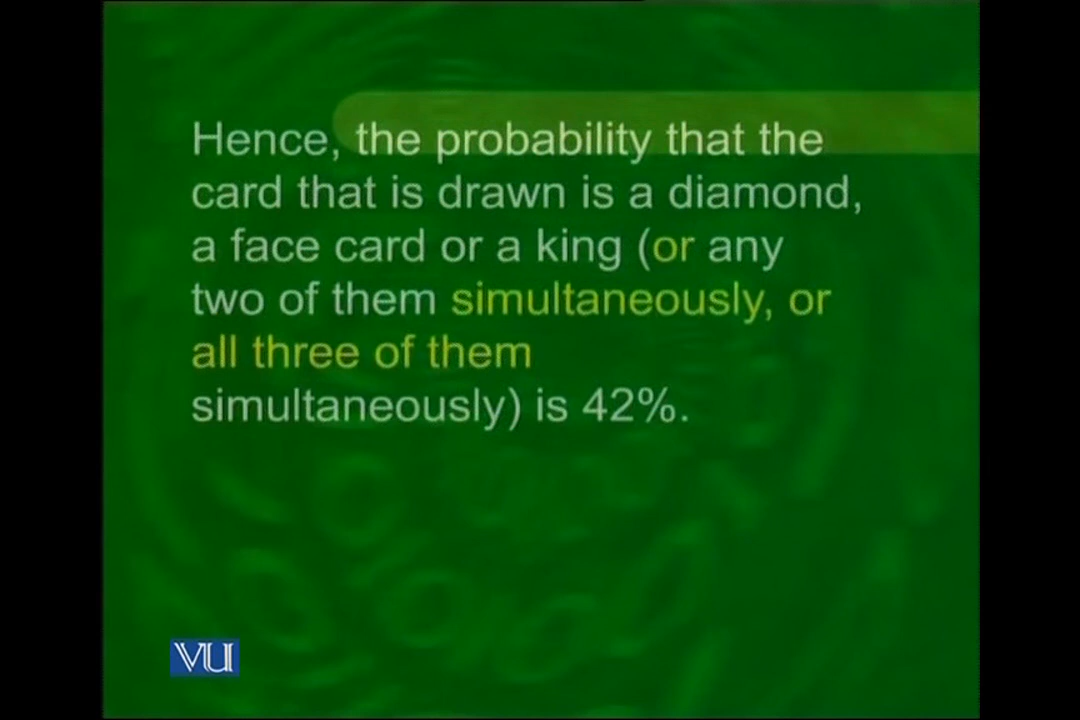 Hence, the probability that the
card that is drawn is a diamond,
a face card or a king (or any
two of them simultaneously, or
all three of them
simultaneously) is 42%.
VU